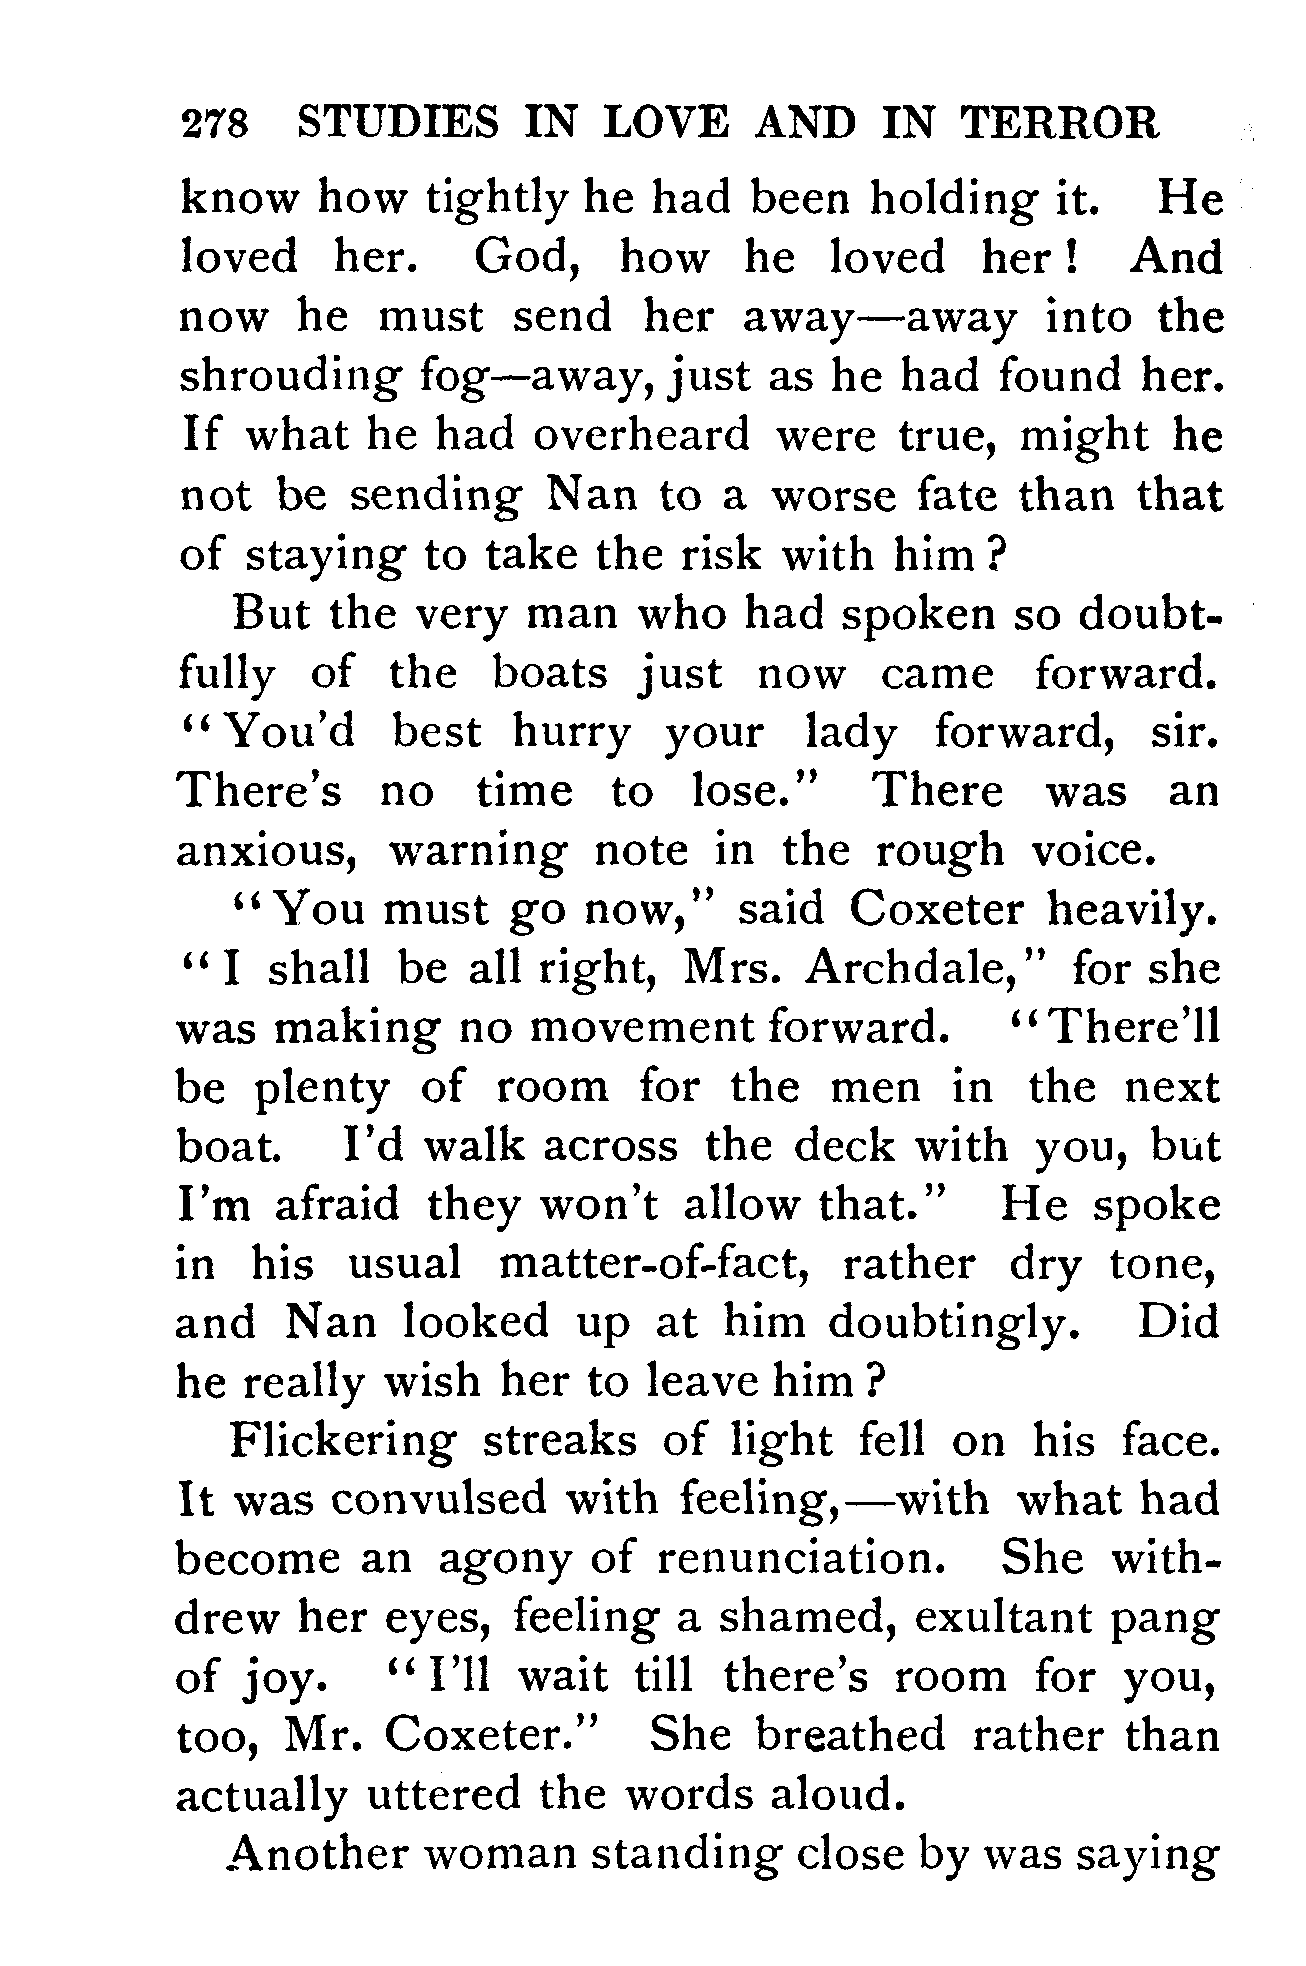 278 STUDIES IN LOVE AND IN TERROR
know how tightly he had been holding it. He
loved her. God, how he loved her! And
now he must send her away—away into the
shrouding fog—away, just as he had found her.
If what he had overheard were true, might he
not be sending Nan to a worse fate than that
of staying to take the risk with him?
But the very man who had spoken so doubt-
fully of the boats just now came forward.
“You'd best hurry your lady forward, sir.
There's no time to lose.” There was an
anxious, warning note in the rough voice.
“You must go now,” said Coxeter heavily.
“I shall be all right, Mrs. Archdale,” for she
was making no movement forward. “There'll
be plenty of room for the men in the next
boat. I'd walk across the deck with you, but
I'm afraid they won't allow that.” He spoke
in his usual matter-of-fact, rather dry tone,
and Nan looked up at him doubtingly. Did
he really wish her to leave him?
Flickering streaks of light fell on his face.
It was convulsed with feeling,—with what had
become an agony of renunciation. She with-
drew her eyes, feeling a shamed, exultant pang
of joy. “I'll wait till there's room for you,
too, Mr. Coxeter.” She breathed rather than
actually uttered the words aloud.
Another woman standing close by was saying